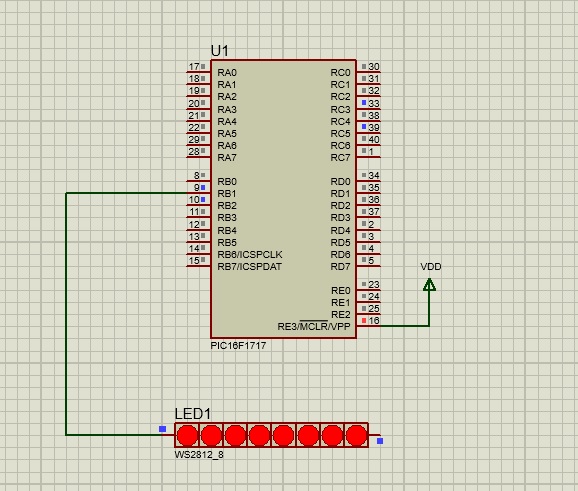 U1
17 RA0 RC0 30
18 RA1 RC1 31
19 RA2 RC2 32
20 RA3 RC3 33
21 RA4 RC4 38
22 RA5 RC5 39
29 RA6 RC6 40
28 RA7 RC7 1
8 RB0 RD0 34
9 RB1 RD1 35
10 RB2 RD2 36
11 RB3 RD3 37
12 RB4 RD4 2
13 RB5 RD5 3
14 RB6/ICSPCLK RD6 4
15 RB7/ICSPDAT RD7 5
VDD
RE0 23
RE1 24
RE2 25
RE3/MCLR/VPP 16
PIC16F1717
LED1
WS2812_8